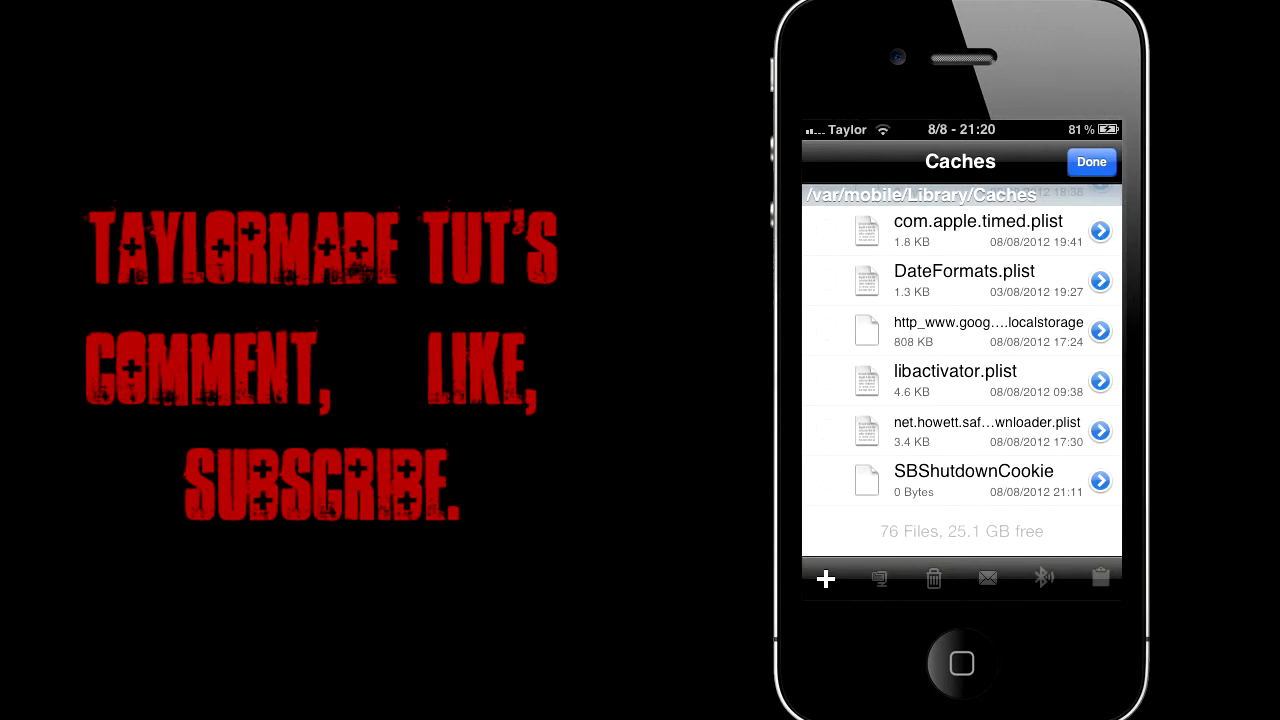 TAYLORMADE TUT'S
COMMENT, LIKE,
SUBSCRIBE.
Taylor 8/8 - 21:20 81%
Caches Done
/var/mobile/Library/Caches
com.apple.timed.plist
1.8 KB 08/08/2012 19:41
DateFormats.plist
1.3 KB 03/08/2012 19:27
http_www.goog....localstorage
808 KB 08/08/2012 17:24
libactivator.plist
4.6 KB 08/08/2012 09:38
net.howett.saf...wnloader.plist
3.4 KB 08/08/2012 17:30
SBShutdownCookie
0 Bytes 08/08/2012 21:11
76 Files, 25.1 GB free